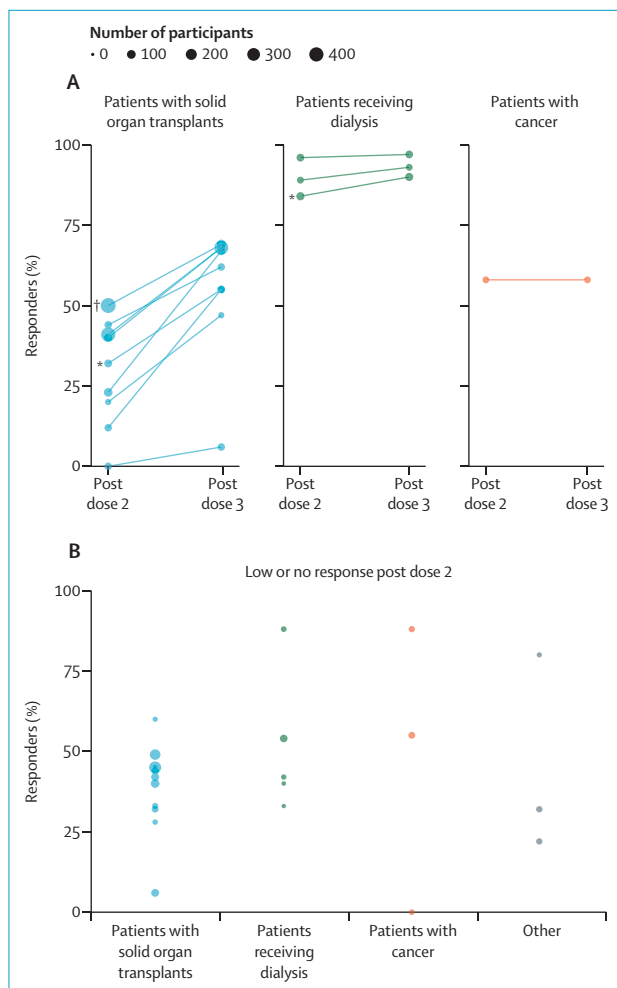 Number of participants
0 100 200 300 400
A
Patients with solid
organ transplants
Patients receiving
dialysis
Patients with
cancer
Responders (%)
100
75
50
25
0
†
*
*
Post
dose 2
Post
dose 3
Post
dose 2
Post
dose 3
Post
dose 2
Post
dose 3
B
Low or no response post dose 2
Responders (%)
100
75
50
25
0
Patients with
solid organ
transplants
Patients
receiving
dialysis
Patients with
cancer
Other